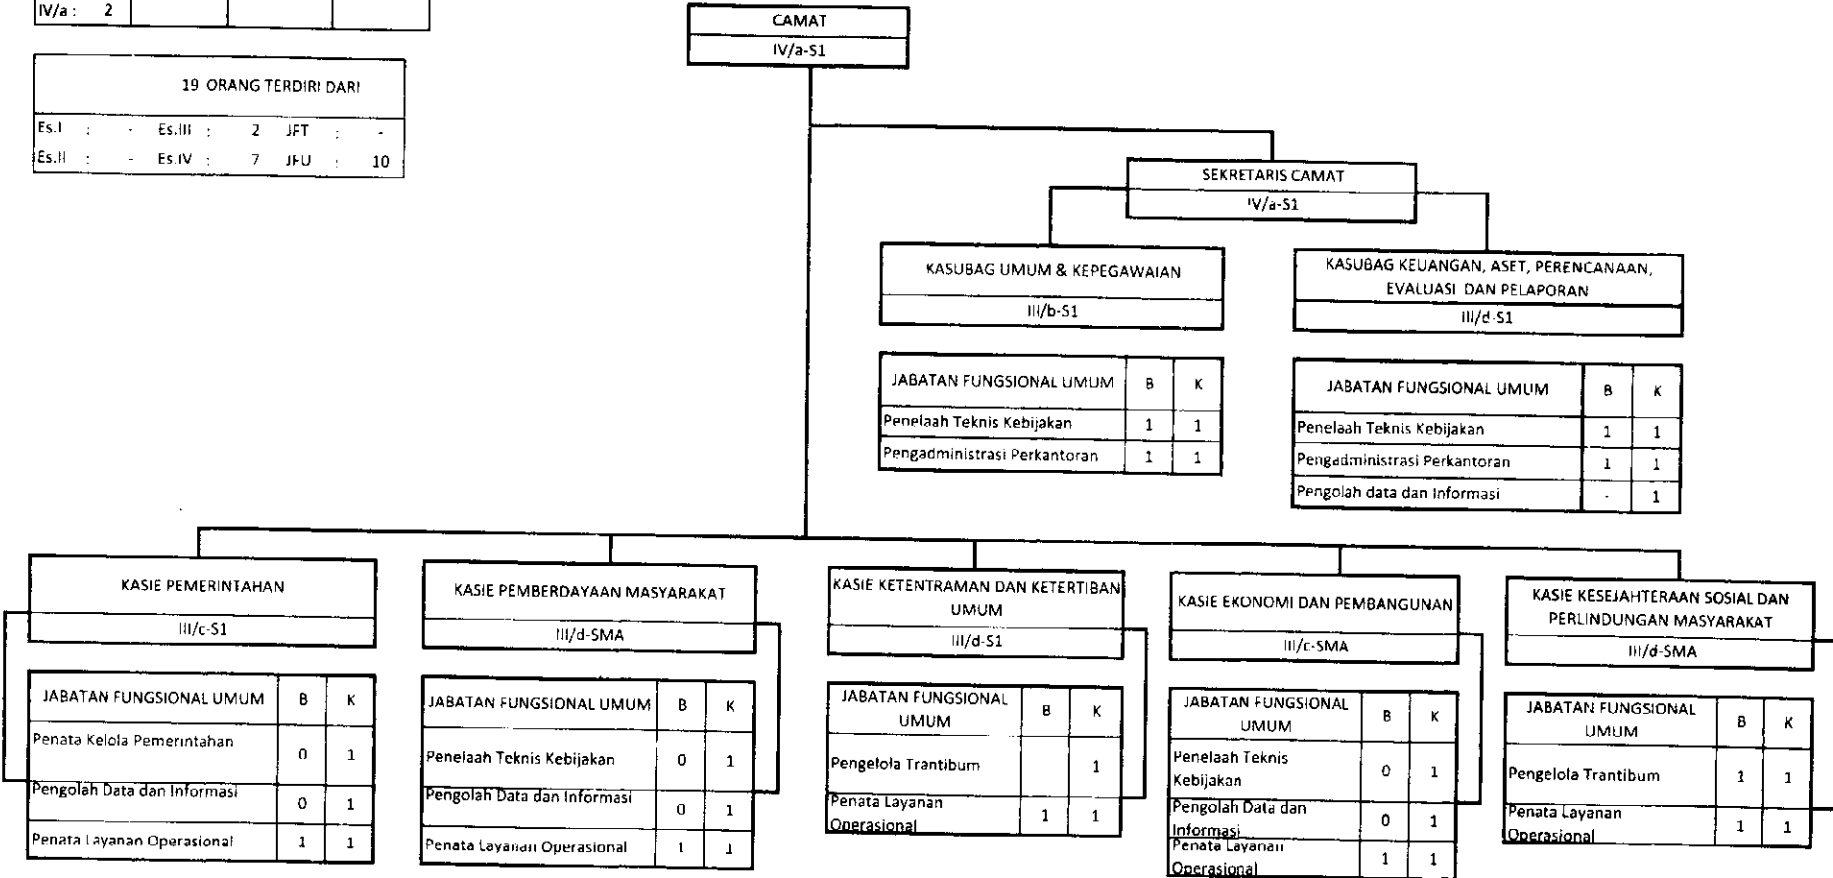 IV/a : 2
CAMAT
IV/a-S1
19 ORANG TERDIRI DARI
Es.I : - Es.III : 2 JFT : -
Es.II : - Es.IV : 7 JFU : 10
SEKRETARIS CAMAT
IV/a-S1
KASUBAG UMUM & KEPEGAWAIAN
III/b-S1
KASUBAG KEUANGAN, ASET, PERENCANAAN,
EVALUASI DAN PELAPORAN
III/d-S1
JABATAN FUNGSIONAL UMUM B K
Penelaah Teknis Kebijakan 1 1
Pengadministrasi Perkantoran 1 1
JABATAN FUNGSIONAL UMUM B K
Penelaah Teknis Kebijakan 1 1
Pengadministrasi Perkantoran 1 1
Pengolah data dan Informasi - 1
KASIE PEMERINTAHAN
III/c-S1
JABATAN FUNGSIONAL UMUM B K
Penata Kelola Pemerintahan 0 1
Pengolah Data dan Informasi 0 1
Penata Layanan Operasional 1 1
KASIE PEMBERDAYAAN MASYARAKAT
III/d-SMA
JABATAN FUNGSIONAL UMUM B K
Penelaah Teknis Kebijakan 0 1
Pengolah Data dan Informasi 0 1
Penata Layanan Operasional 1 1
KASIE KETENTRAMAN DAN KETERTIBAN
UMUM
III/d-S1
JABATAN FUNGSIONAL
UMUM B K
Pengelola Trantibum 1
Penata Layanan
Operasional 1 1
KASIE EKONOMI DAN PEMBANGUNAN
III/c-SMA
JABATAN FUNGSIONAL
UMUM B K
Penelaah Teknis
Kebijakan 0 1
Pengolah Data dan
Informasi 0 1
Penata Layanan
Operasional 1 1
KASIE KESEJAHTERAAN SOSIAL DAN
PERLINDUNGAN MASYARAKAT
III/d-SMA
JABATAN FUNGSIONAL
UMUM B K
Pengelola Trantibum 1 1
Penata Layanan
Operasional 1 1